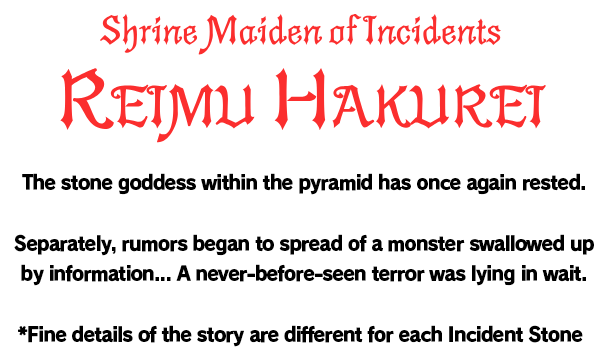 Shrine Maiden of Incidents
REIMU HAKUREI
The stone goddess within the pyramid has once again rested.
Separately, rumors began to spread of a monster swallowed up
by information... A never-before-seen terror was lying in wait.
*Fine details of the story are different for each Incident Stone